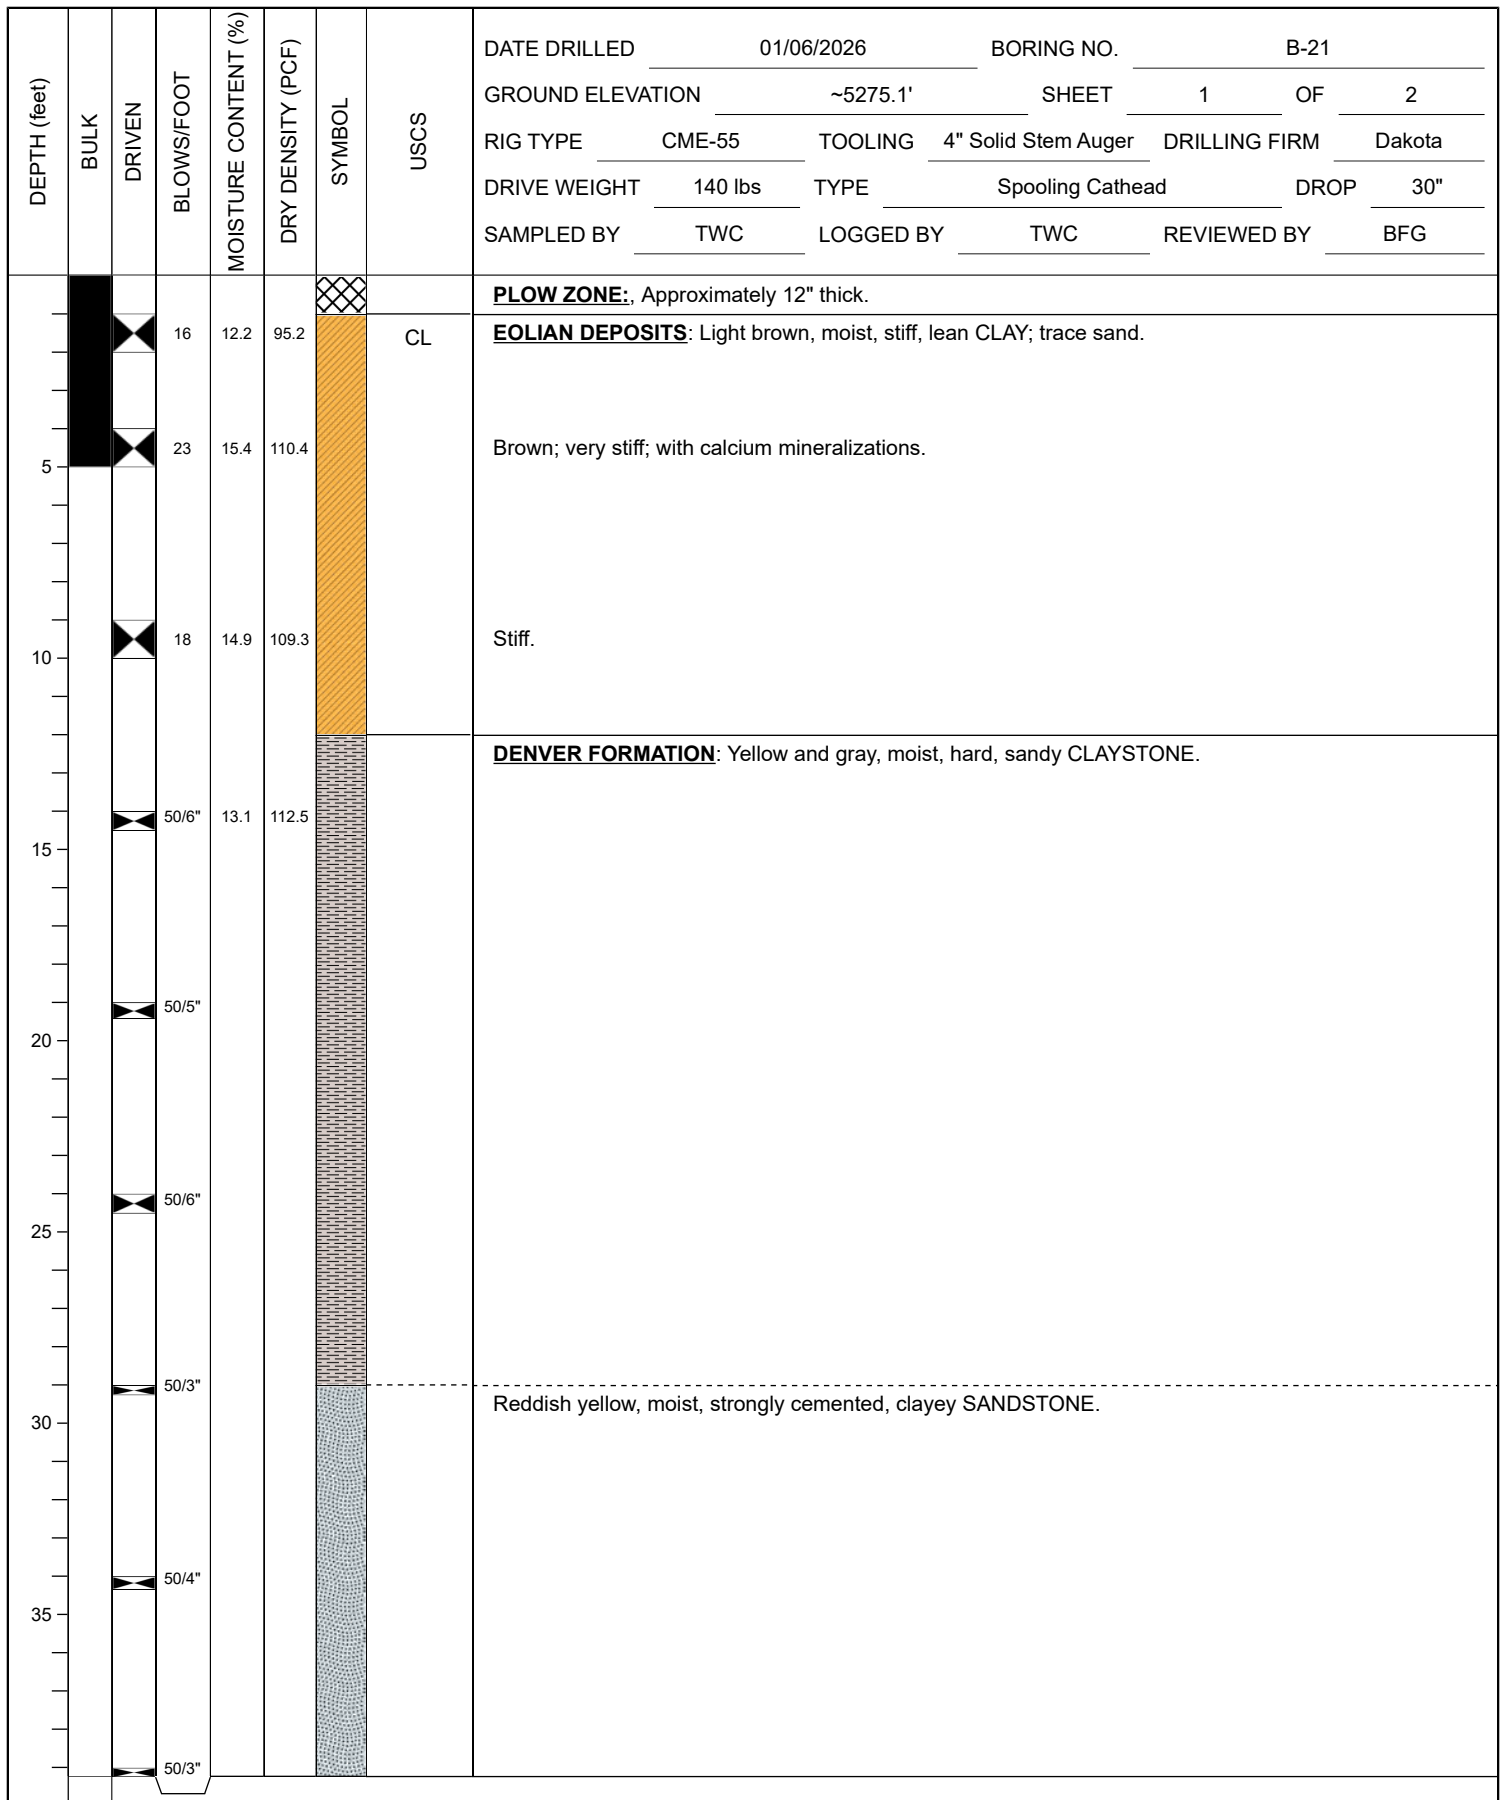 DEPTH (feet)
BULK
DRIVEN
BLOWS/FOOT
MOISTURE CONTENT (%)
DRY DENSITY (PCF)
SYMBOL
USCS
DATE DRILLED 01/06/2026 BORING NO. B-21
GROUND ELEVATION ~5275.1' SHEET 1 OF 2
RIG TYPE CME-55 TOOLING 4" Solid Stem Auger DRILLING FIRM Dakota
DRIVE WEIGHT 140 lbs TYPE Spooling Cathead DROP 30"
SAMPLED BY TWC LOGGED BY TWC REVIEWED BY BFG
PLOW ZONE:, Approximately 12" thick.
16 12.2 95.2 CL EOLIAN DEPOSITS: Light brown, moist, stiff, lean CLAY; trace sand.
23 15.4 110.4 Brown; very stiff; with calcium mineralizations.
5
18 14.9 109.3 Stiff.
10
DENVER FORMATION: Yellow and gray, moist, hard, sandy CLAYSTONE.
50/6" 13.1 112.5
15
50/5"
20
50/6"
25
50/3"
Reddish yellow, moist, strongly cemented, clayey SANDSTONE.
30
50/4"
35
50/3"